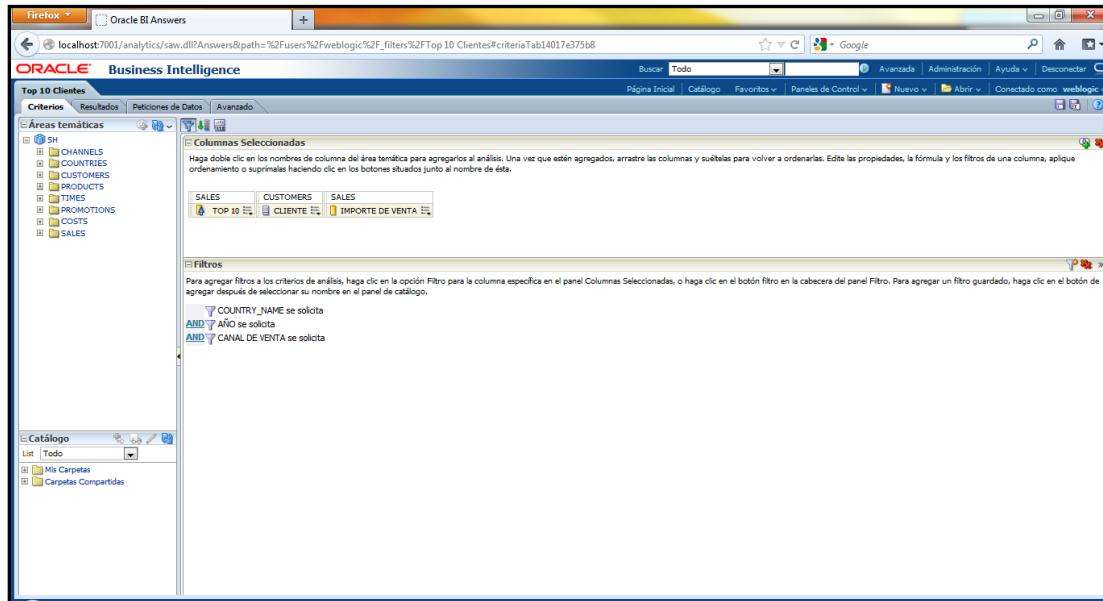 Firefox
Oracle BI Answers
localhost:7001/analytics/saw.dll?Answers&path=%2Fusers%2Fweblogic%2F_filters%2FTop 10 Clientes#criteriaTab14017e375b8
Google
ORACLE Business Intelligence
Buscar Todo Avanzada Administración Ayuda Desconectar
Top 10 Clientes
Página Inicial Catálogo Favoritos Paneles de Control Nuevo Abrir Conectado como weblogic
Criterios Resultados Peticiones de Datos Avanzado
Áreas temáticas
SH
CHANNELS
COUNTRIES
CUSTOMERS
PRODUCTS
TIMES
PROMOTIONS
COSTS
SALES
Columnas Seleccionadas
Haga doble clic en los nombres de columna del área temática para agregarlos al análisis. Una vez que estén agregados, arrastre las columnas y suéltelas para volver a ordenarlas. Edite las propiedades, la fórmula y los filtros de una columna, aplique
ordenamiento o suprímalas haciendo clic en los botones situados junto al nombre de ésta.
SALES CUSTOMERS SALES
TOP 10 CLIENTE IMPORTE DE VENTA
Filtros
Para agregar filtros a los criterios de análisis, haga clic en la opción Filtro para la columna específica en el panel Columnas Seleccionadas, o haga clic en el botón filtro en la cabecera del panel Filtro. Para agregar un filtro guardado, haga clic en el botón de
agregar después de seleccionar su nombre en el panel de catálogo.
COUNTRY_NAME se solicita
AND AÑO se solicita
AND CANAL DE VENTA se solicita
Catálogo
List Todo
Mis Carpetas
Carpetas Compartidas